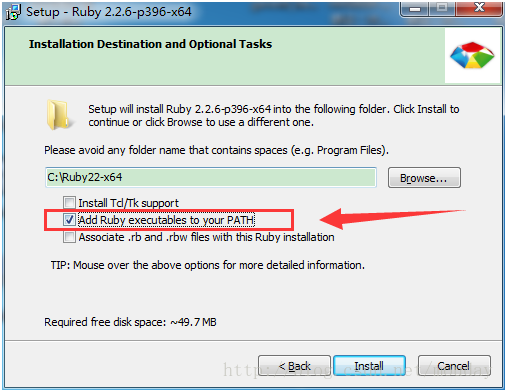 Setup - Ruby 2.2.6-p396-x64
Installation Destination and Optional Tasks
Setup will install Ruby 2.2.6-p396-x64 into the following folder. Click Install to
continue or click Browse to use a different one.
Please avoid any folder name that contains spaces (e.g. Program Files).
C:\Ruby22-x64
Browse...
Install Tcl/Tk support
Add Ruby executables to your PATH
Associate .rb and .rbw files with this Ruby installation
TIP: Mouse over the above options for more detailed information.
Required free disk space: ~49.7 MB
< Back
Install
Cancel